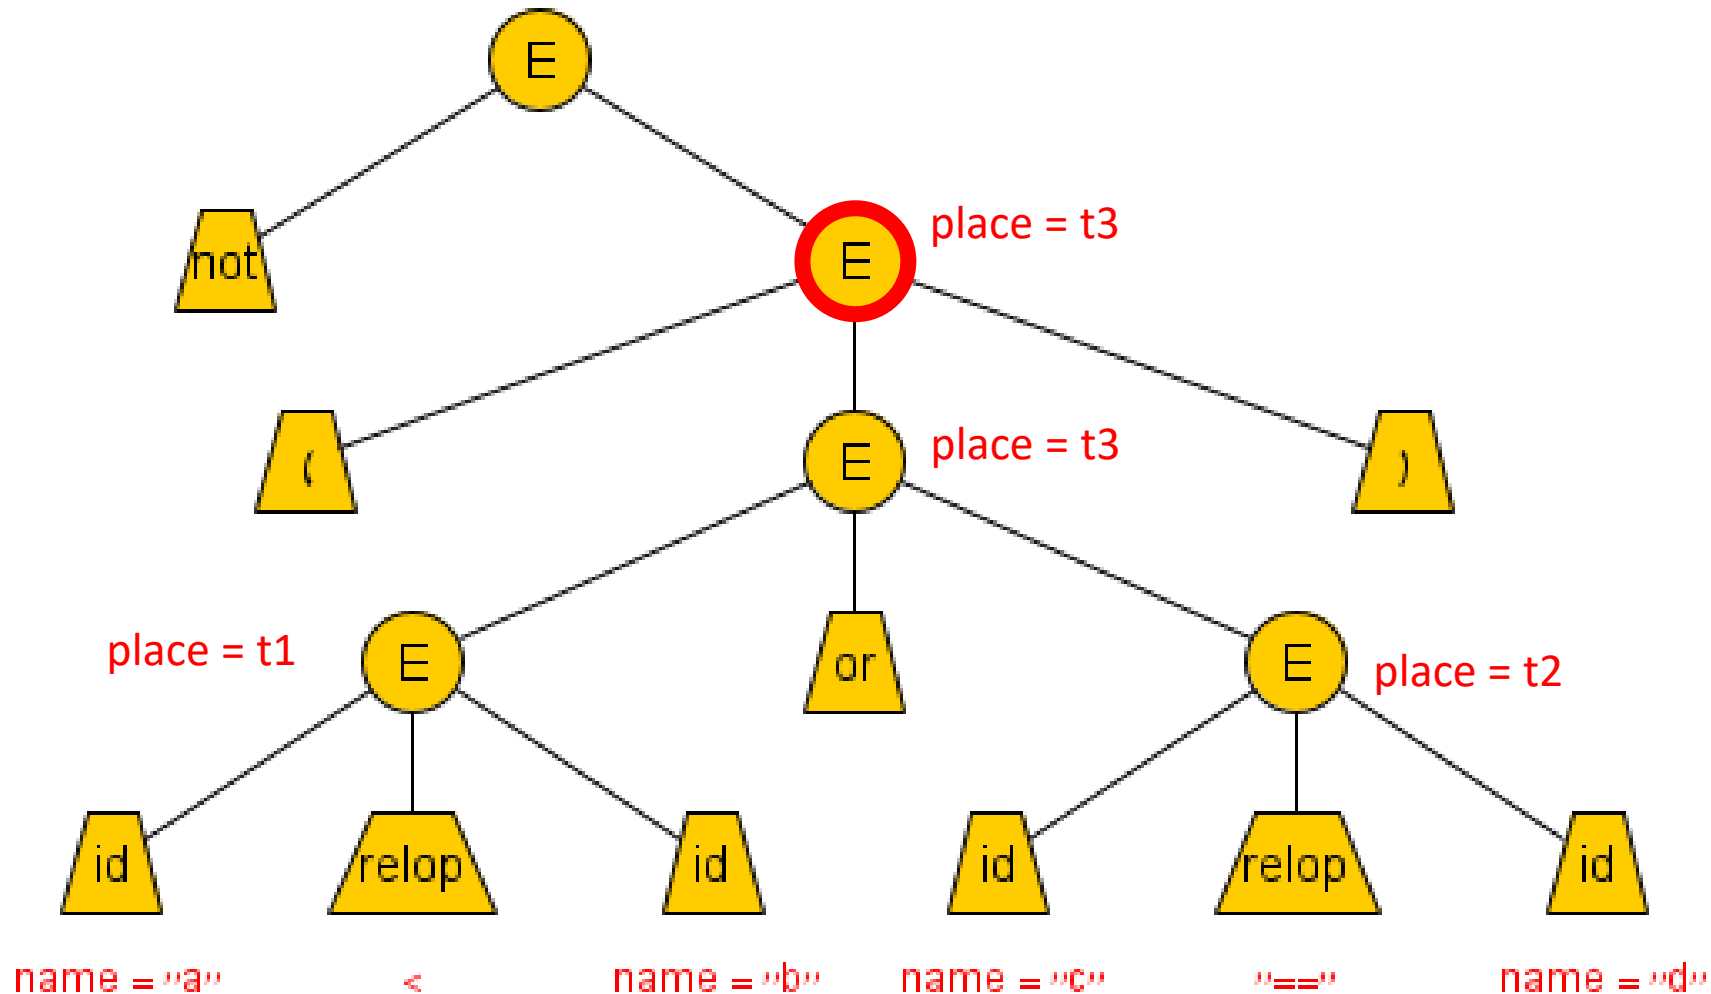 E
not
E place = t3
(
E place = t3
)
place = t1 E
or
E place = t2
id relop id id relop id
name = "a" < name = "b" name = "c" "==" name = "d"